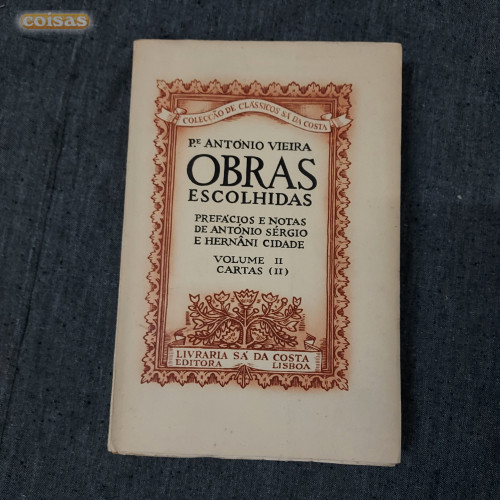 coisas
COLECÇÃO DE CLÁSSICOS SÁ DA COSTA
P.E ANTÓNIO VIEIRA
OBRAS
ESCOLHIDAS
PREFÁCIOS E NOTAS
DE ANTÓNIO SÉRGIO
E HERNÂNI CIDADE
VOLUME II
CARTAS (II)
LIVRARIA SÁ DA COSTA
EDITORA LISBOA